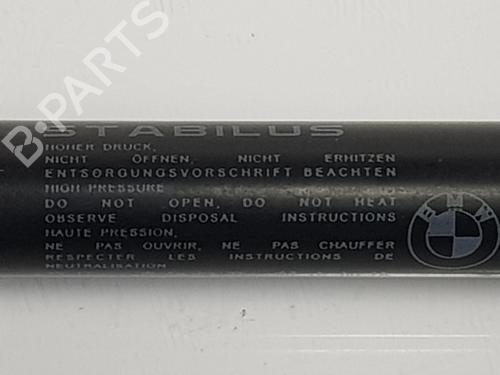 B-PARTS
STABILUS
HOHER DRUCK,
NICHT ÖFFNEN, NICHT ERHITZEN
ENTSORGUNGSVORSCHRIFT BEACHTEN
HIGH PRESSURE
DO NOT OPEN, DO NOT HEAT
OBSERVE DISPOSAL INSTRUCTIONS
HAUTE PRESSION,
NE PAS OUVRIR, NE PAS CHAUFFER
RESPECTER LES INSTRUCTIONS DE
NEUTRALISATION
BMW